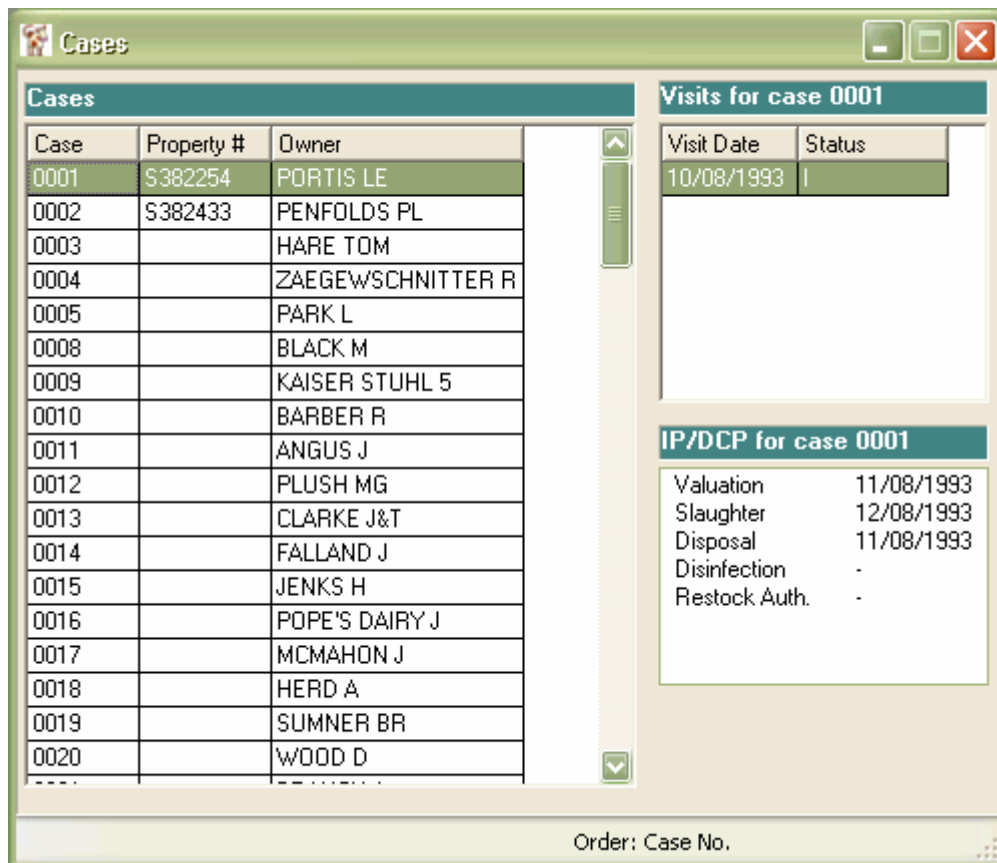 Cases
Cases
Case Property # Owner
0001 S382254 PORTIS LE
0002 S382433 PENFOLDS PL
0003 HARE TOM
0004 ZAEGEWSCHNITTER R
0005 PARK L
0008 BLACK M
0009 KAISER STUHL 5
0010 BARBER R
0011 ANGUS J
0012 PLUSH MG
0013 CLARKE J&T
0014 FALLAND J
0015 JENKS H
0016 POPE'S DAIRY J
0017 MCMAHON J
0018 HERD A
0019 SUMNER BR
0020 WOOD D
Visits for case 0001
Visit Date Status
10/08/1993 I
IP/DCP for case 0001
Valuation 11/08/1993
Slaughter 12/08/1993
Disposal 11/08/1993
Disinfection -
Restock Auth. -
Order: Case No.